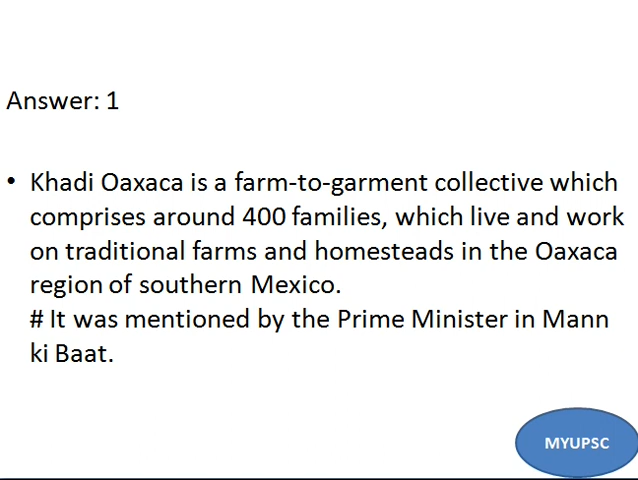 Answer: 1
• Khadi Oaxaca is a farm-to-garment collective which
comprises around 400 families, which live and work
on traditional farms and homesteads in the Oaxaca
region of southern Mexico.
# It was mentioned by the Prime Minister in Mann
ki Baat.
MYUPSC